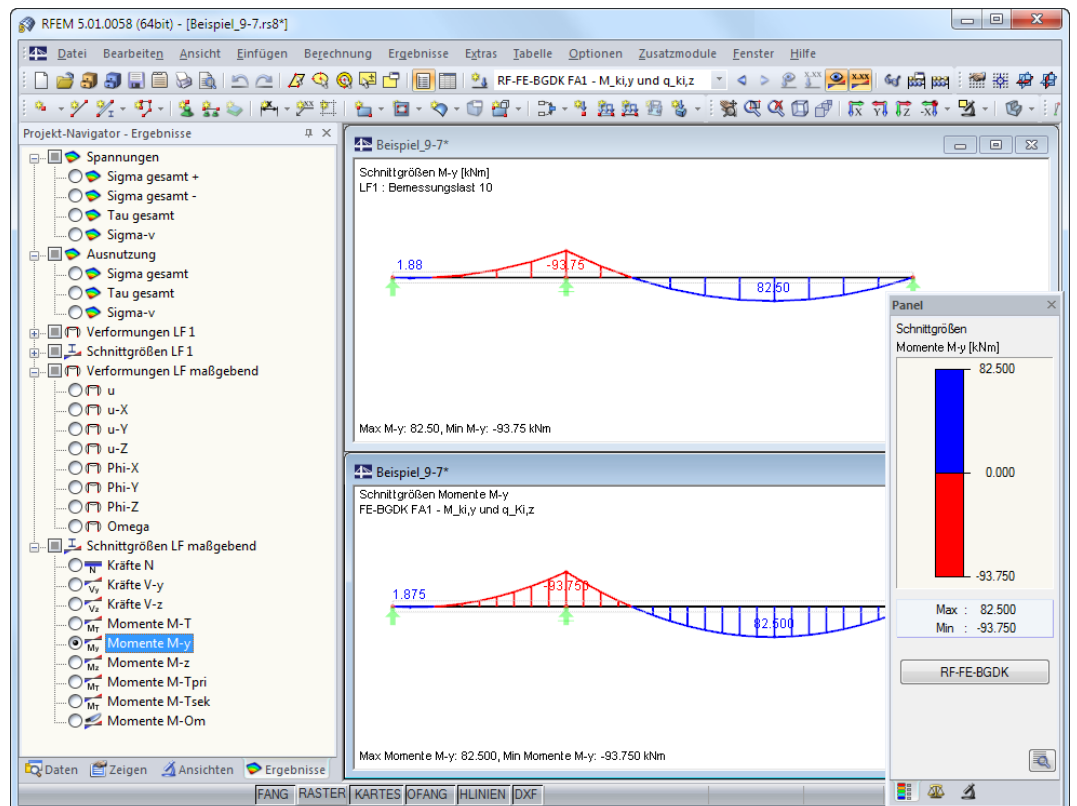 RFEM 5.01.0058 (64bit) - [Beispiel_9-7.rs8*]
Datei Bearbeiten Ansicht Einfügen Berechnung Ergebnisse Extras Tabelle Optionen Zusatzmodule Fenster Hilfe
RF-FE-BGDK FA1 - M_ki,y und q_ki,z
Projekt-Navigator - Ergebnisse
Spannungen
Sigma gesamt +
Sigma gesamt -
Tau gesamt
Sigma-v
Ausnutzung
Sigma gesamt
Tau gesamt
Sigma-v
Verformungen LF1
Schnittgrößen LF1
Verformungen LF maßgebend
u
u-X
u-Y
u-Z
Phi-X
Phi-Y
Phi-Z
Omega
Schnittgrößen LF maßgebend
Kräfte N
Kräfte V-y
Kräfte V-z
Momente M-T
Momente M-y
Momente M-z
Momente M-Tpri
Momente M-Tsek
Momente M-Om
Daten Zeigen Ansichten Ergebnisse
Beispiel_9-7*
Schnittgrößen M-y [kNm]
LF1 : Bemessungslast 10
1.88
-93.75
82.50
Max M-y: 82.50, Min M-y: -93.75 kNm
Beispiel_9-7*
Schnittgrößen Momente M-y
FE-BGDK FA1 - M_ki,y und q_Ki,z
1.875
-93.750
82.500
Max Momente M-y: 82.500, Min Momente M-y: -93.750 kNm
Panel
Schnittgrößen
Momente M-y [kNm]
82.500
0.000
-93.750
Max : 82.500
Min : -93.750
RF-FE-BGDK
FANG RASTER KARTES OFANG HLINIEN DXF